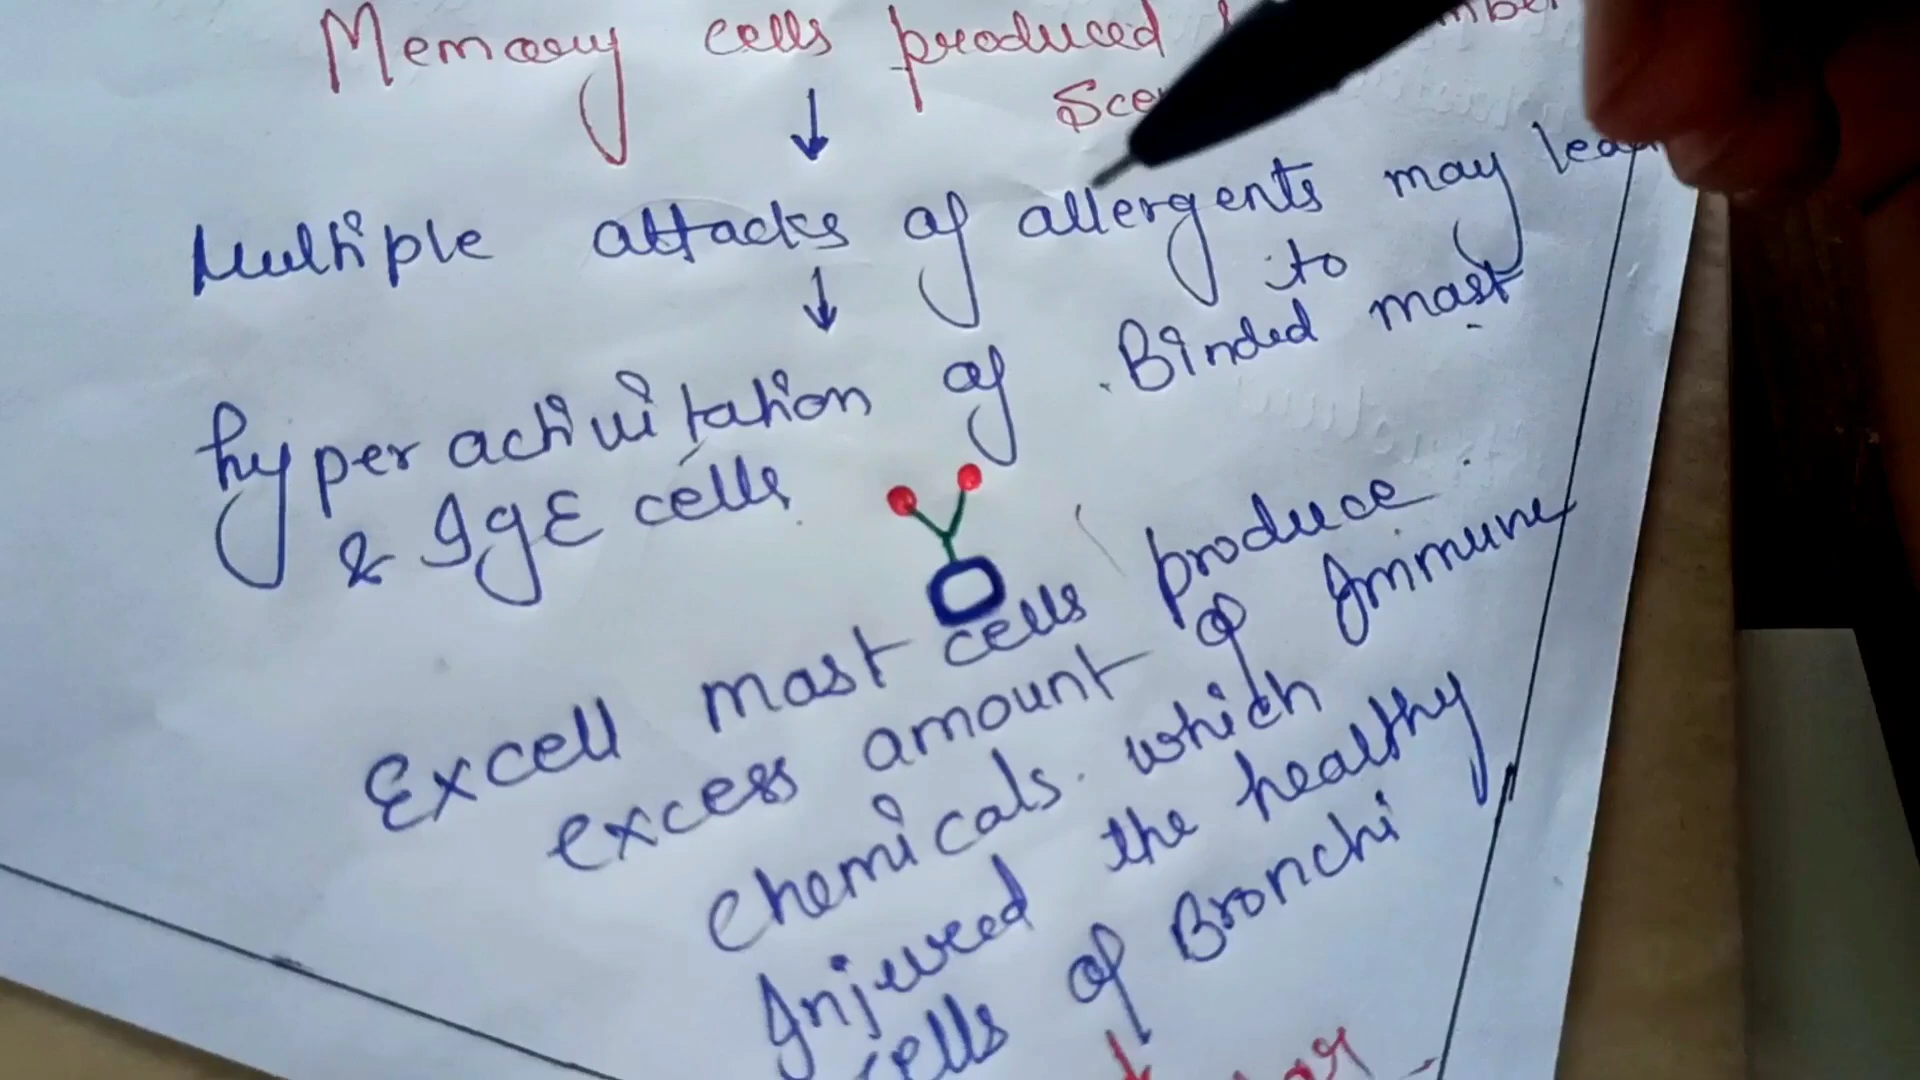 Memory cells produced
Multiple attacks of allergents may lead
to
hyper activitation of Binded mast
& IgE cells
Excell mast cells produce
excess amount of Immune
chemicals which
Injured the healthy
cells of Bronchi